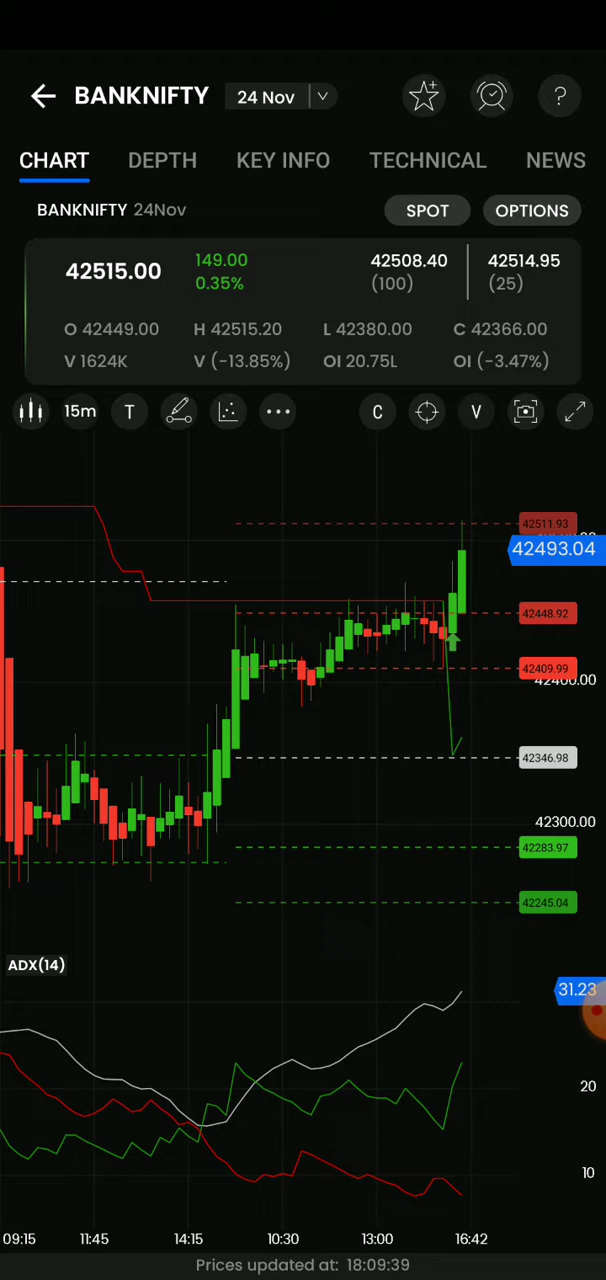 BANKNIFTY 24 Nov ?
CHART DEPTH KEY INFO TECHNICAL NEWS
BANKNIFTY 24Nov SPOT OPTIONS
42515.00 149.00 42508.40 42514.95
0.35% (100) (25)
O 42449.00 H 42515.20 L 42380.00 C 42366.00
V 1624K V (-13.85%) OI 20.75L OI (-3.47%)
15m T C V
42511.93
42493.04
42448.92
42409.99
42400.00
42346.98
42300.00
42283.97
42245.04
ADX(14)
31.23
20
10
09:15 11:45 14:15 10:30 13:00 16:42
Prices updated at: 18:09:39